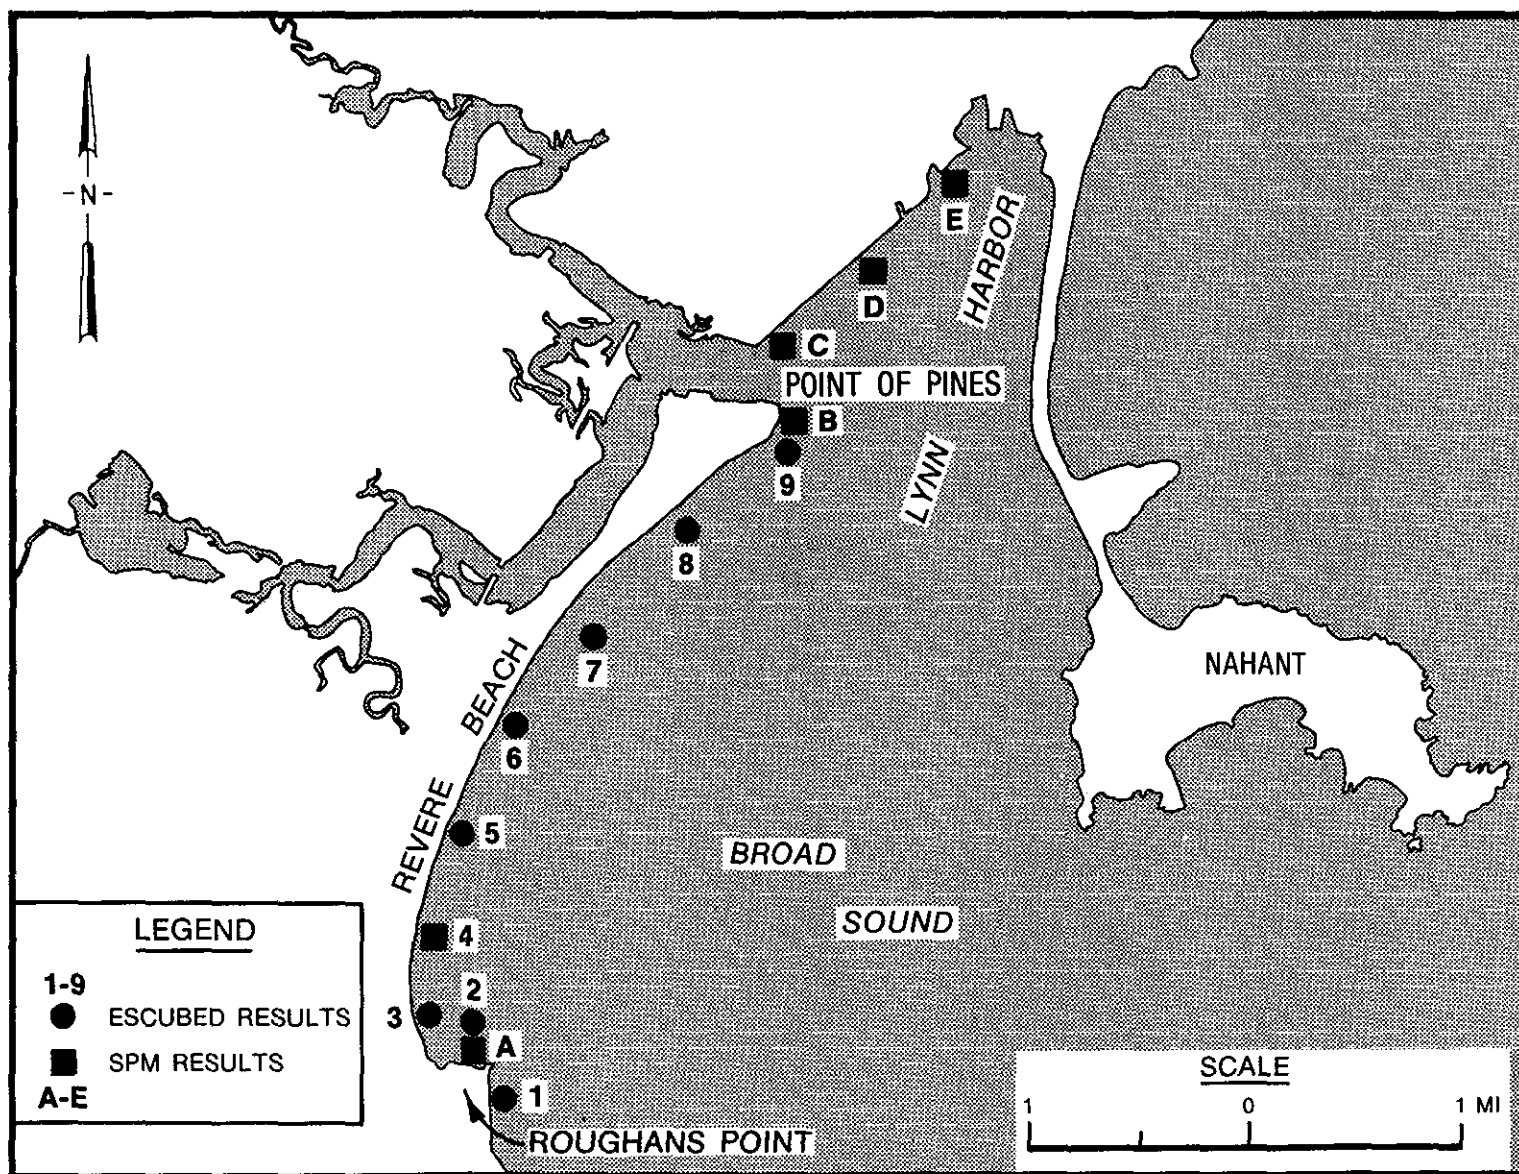 -N-
E
HARBOR
D
C
POINT OF PINES
B
9
LYNN
8
7
BEACH
NAHANT
6
REVERE
5
BROAD
SOUND
4
LEGEND
1-9
ESCUBED RESULTS
SPM RESULTS
A-E
2
3
A
1
ROUGHANS POINT
SCALE
1 0 1 MI